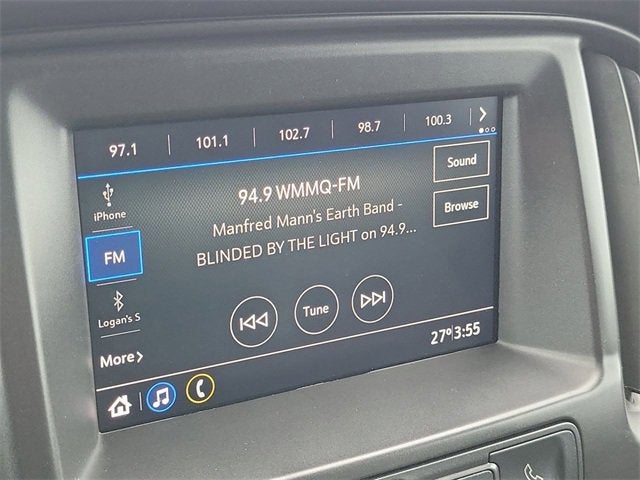 97.1 101.1 102.7 98.7 100.3
iPhone
94.9 WMMQ-FM
Sound
Manfred Mann's Earth Band -
Browse
FM
BLINDED BY THE LIGHT on 94.9...
Logan's S
Tune
More
27° 3:55